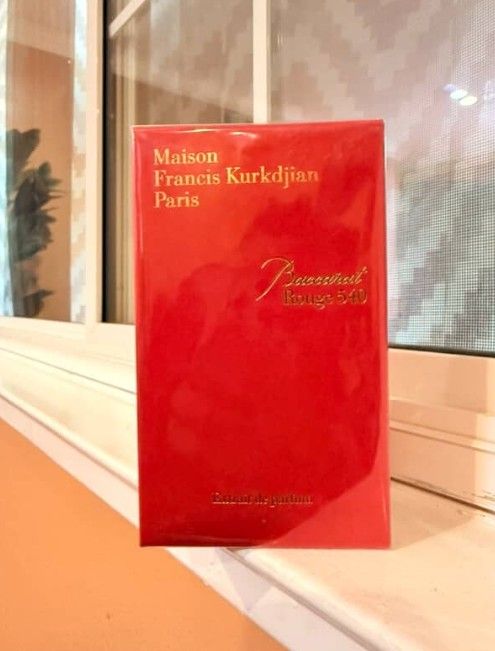 Maison
Francis Kurkdjian
Paris
Baccarat
Rouge 540
Extrait de parfum